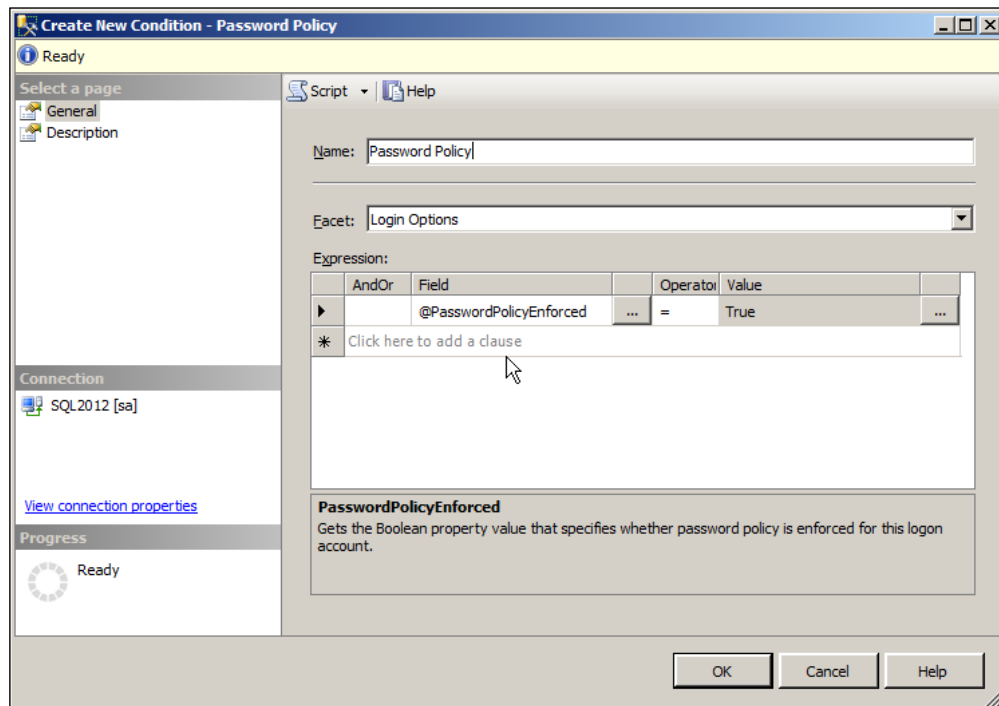 Create New Condition - Password Policy
Ready
Select a page
General
Description
Connection
SQL2012 [sa]
View connection properties
Progress
Ready
Script Help
Name: Password Policy
Facet: Login Options
Expression:
AndOr Field Operator Value
@PasswordPolicyEnforced ... = True ...
Click here to add a clause
PasswordPolicyEnforced
Gets the Boolean property value that specifies whether password policy is enforced for this logon
account.
OK Cancel Help